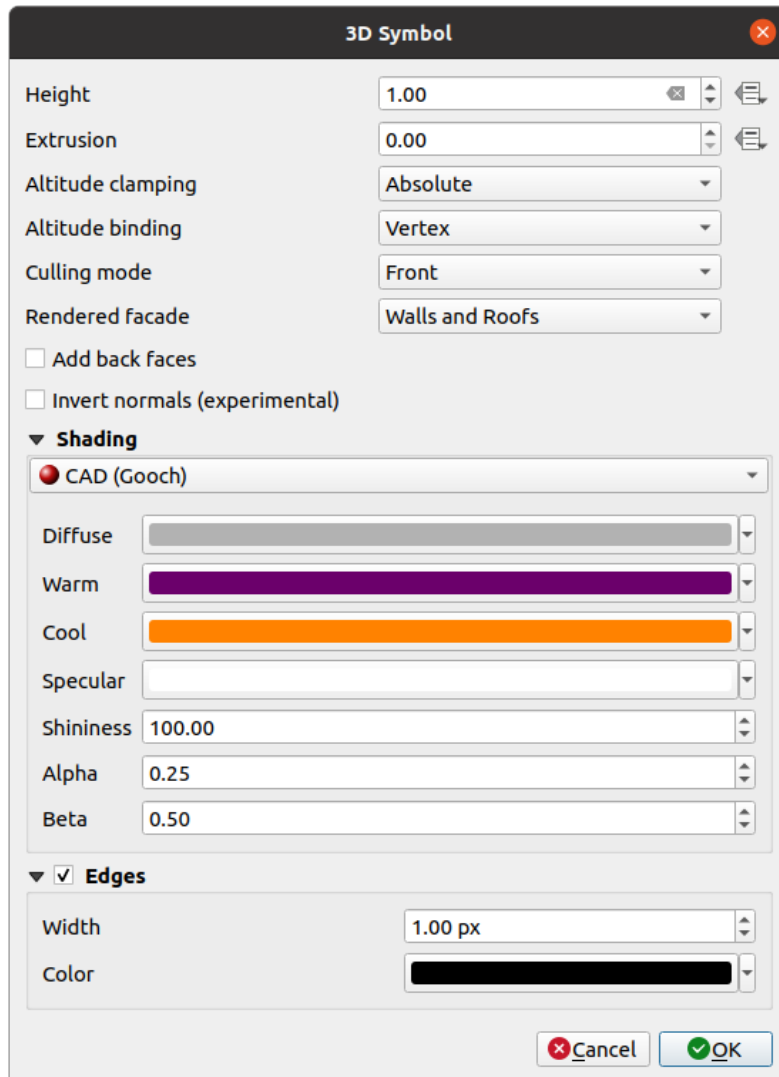 3D Symbol
Height 1.00
Extrusion 0.00
Altitude clamping Absolute
Altitude binding Vertex
Culling mode Front
Rendered facade Walls and Roofs
Add back faces
Invert normals (experimental)
Shading
CAD (Gooch)
Diffuse
Warm
Cool
Specular
Shininess 100.00
Alpha 0.25
Beta 0.50
Edges
Width 1.00 px
Color
Cancel OK